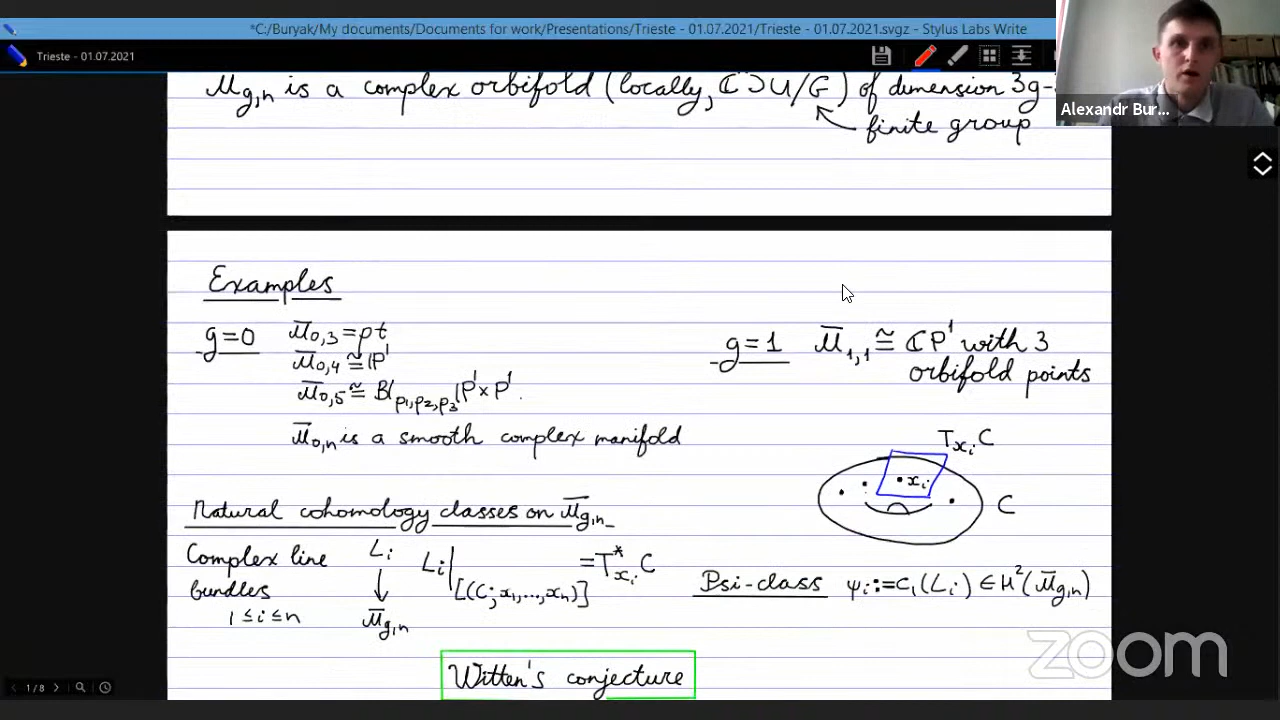 *C:/Buryak/My documents/Documents for work/Presentations/Trieste - 01.07.2021/Trieste - 01.07.2021.svgz - Stylus Labs Write
Trieste - 01.07.2021
Alexandr Bur...
M̄g,n is a complex orbifold (locally, ℂ⊃U/G) of dimension 3g-
finite group
Examples
g=0 M̄0,3=pt
M̄0,4≅ℙ¹
M̄0,5≅Bl p1,p2,p3 ℙ¹×ℙ¹.
M̄0,n is a smooth complex manifold
g=1 M̄1,1≅ℂP¹ with 3
orbifold points
Txi C
xi
C
Natural cohomology classes on M̄g,n
Complex line
bundles
1≤i≤n
Li
↓
M̄g,n
Li|[(C;x1,...,xn)] =T*xi C
Psi-class ψi:=c1(Li)∈H²(M̄g,n)
Witten's conjecture
1/8
zoom